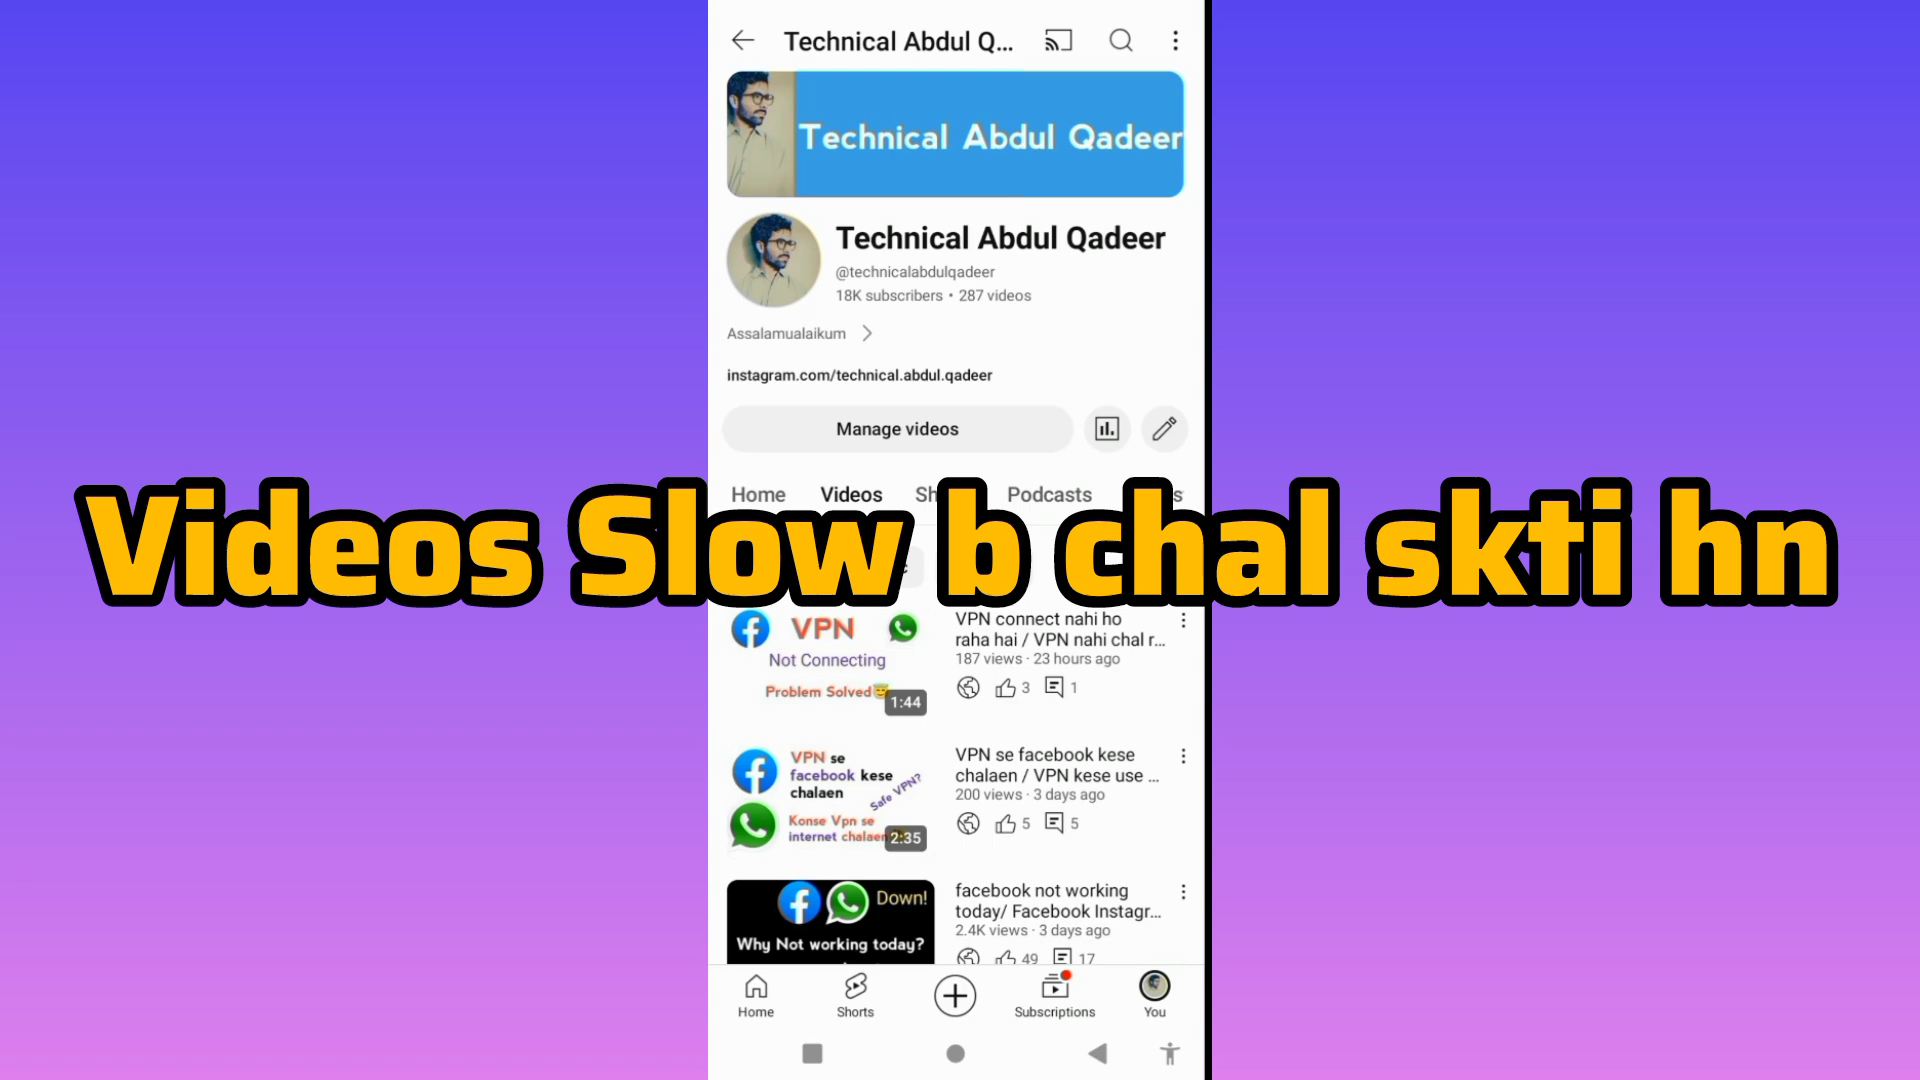 Technical Abdul Q...
Technical Abdul Qadeer
Technical Abdul Qadeer
@technicalabdulqadeer
18K subscribers • 287 videos
Assalamualaikum
instagram.com/technical.abdul.qadeer
Manage videos
Home Videos Sh Podcasts s
Videos Slow b chal skti hn
VPN
Not Connecting
Problem Solved
1:44
VPN connect nahi ho
raha hai / VPN nahi chal r...
187 views · 23 hours ago
3 1
VPN se
facebook kese
chalaen
Safe VPN?
Konse Vpn se
internet chalaen
2:35
VPN se facebook kese
chalaen / VPN kese use ...
200 views · 3 days ago
5 5
Down!
Why Not working today?
facebook not working
today/ Facebook Instagr...
2.4K views · 3 days ago
49 17
Home Shorts Subscriptions You